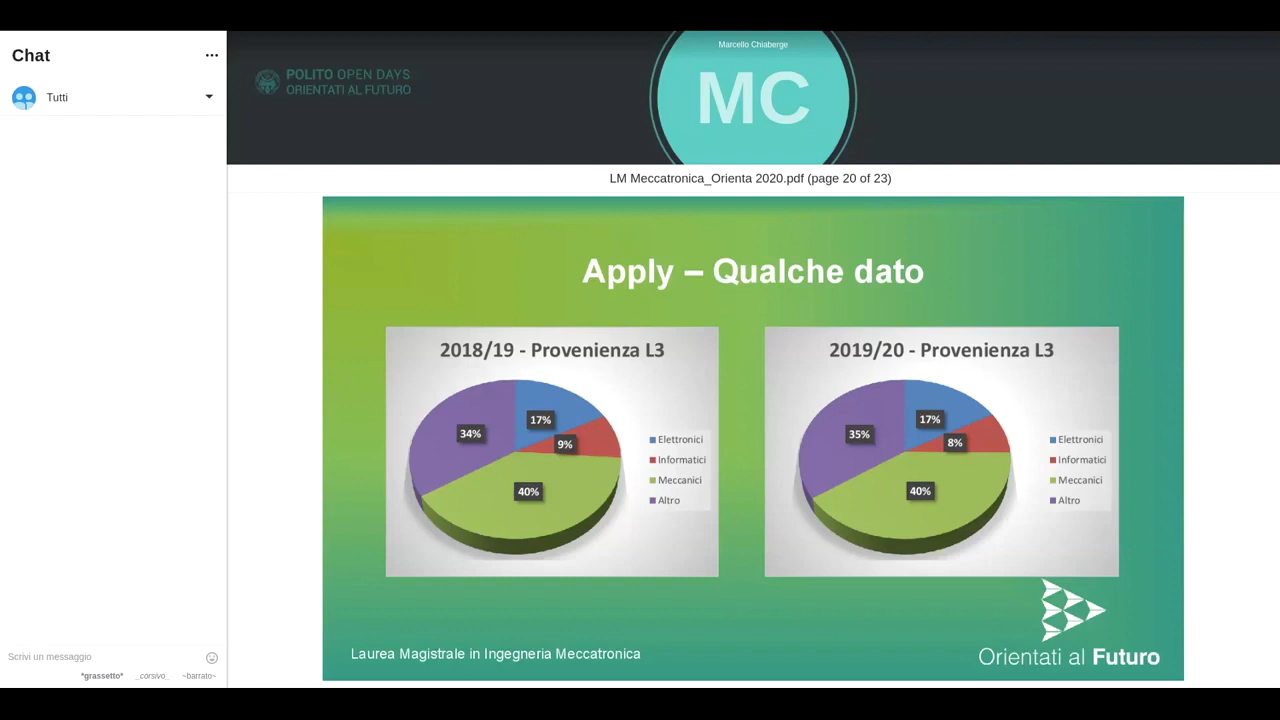 Chat
Tutti
Scrivi un messaggio
*grassetto* _corsivo_ ~barrato~
POLITO OPEN DAYS
ORIENTATI AL FUTURO
Marcello Chiaberge
MC
LM Meccatronica_Orienta 2020.pdf (page 20 of 23)
Apply – Qualche dato
2018/19 - Provenienza L3
17%
9%
40%
34%
Elettronici
Informatici
Meccanici
Altro
2019/20 - Provenienza L3
17%
8%
40%
35%
Elettronici
Informatici
Meccanici
Altro
Laurea Magistrale in Ingegneria Meccatronica
Orientati al Futuro